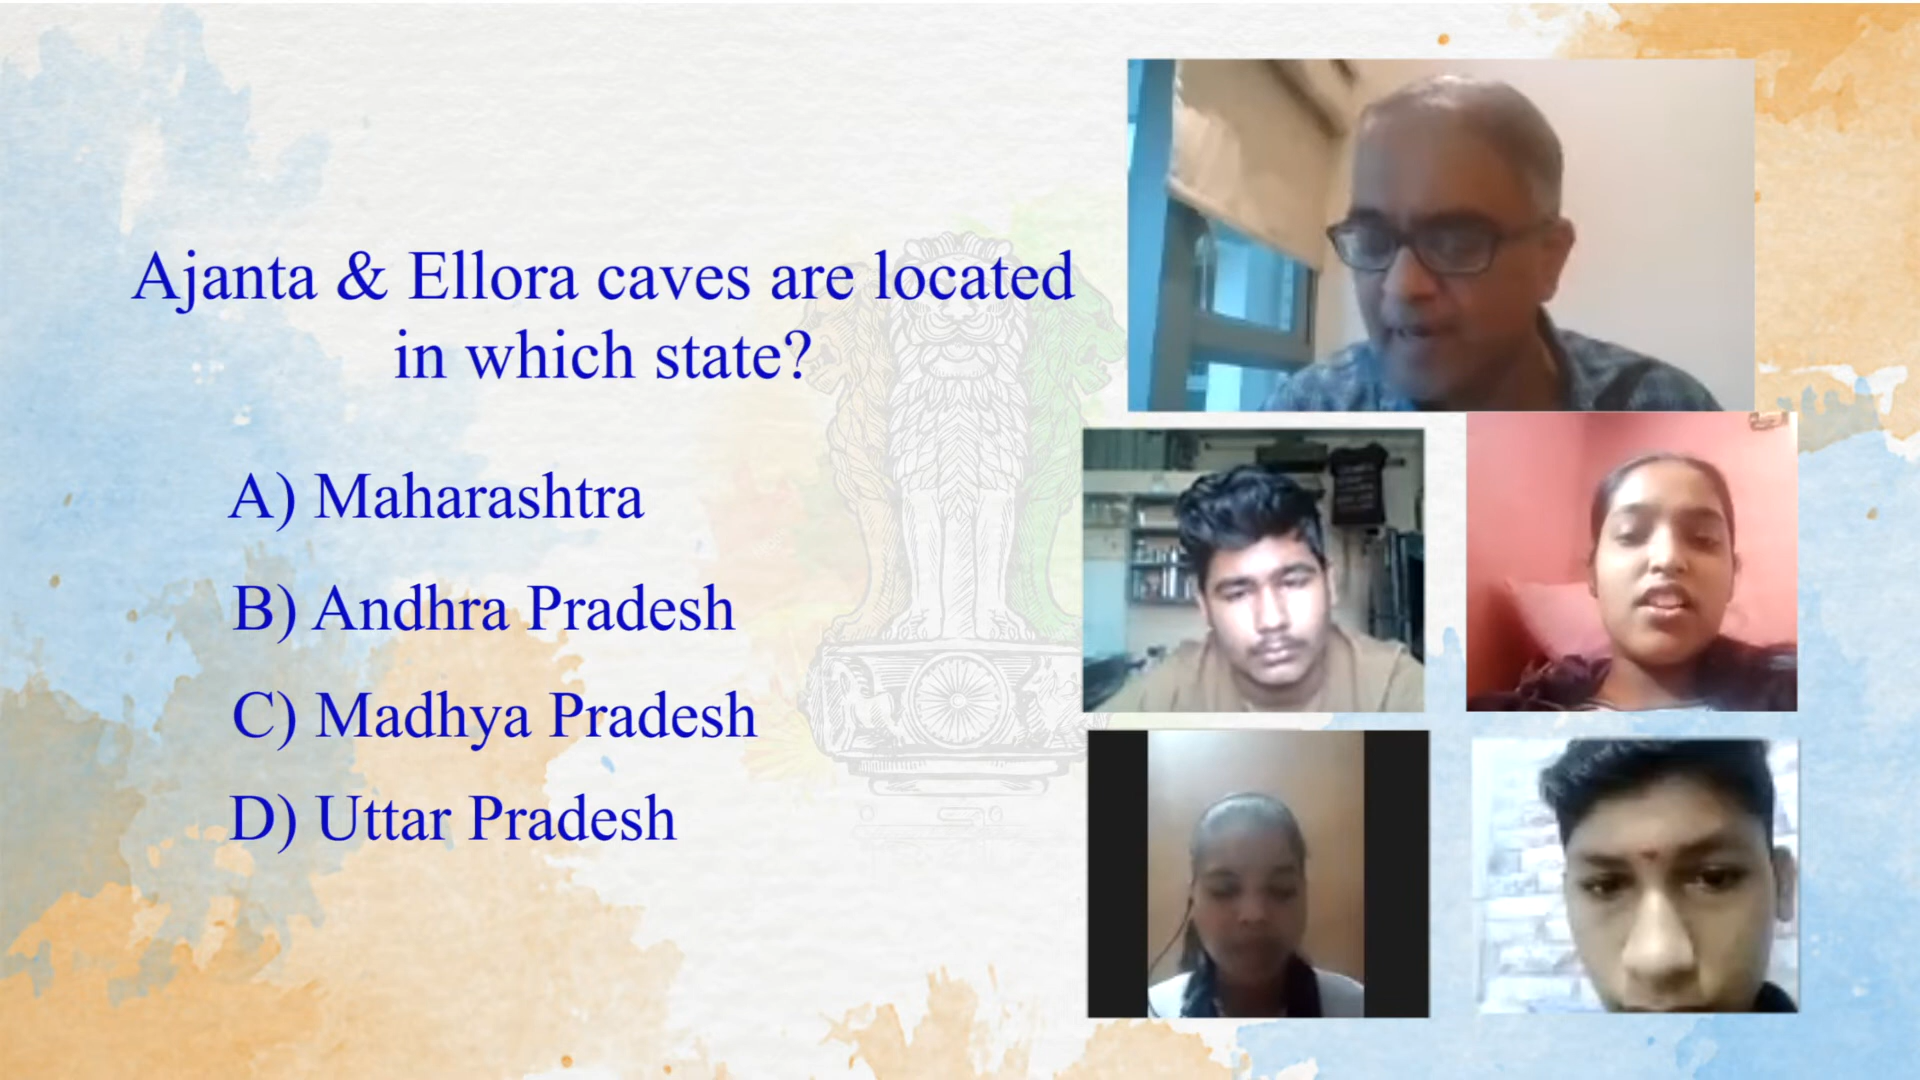 Ajanta & Ellora caves are located
in which state?
A) Maharashtra
B) Andhra Pradesh
C) Madhya Pradesh
D) Uttar Pradesh